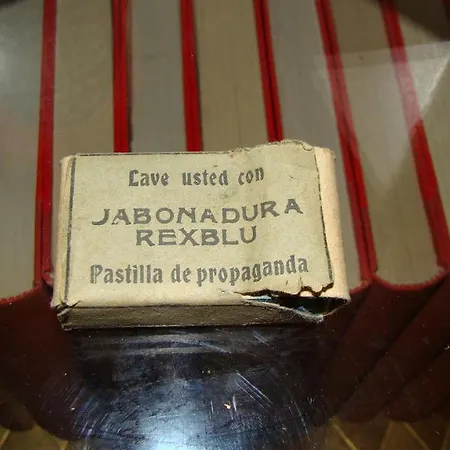 Lave usted con
JABONADURA
REXBLU
Pastilla de propaganda